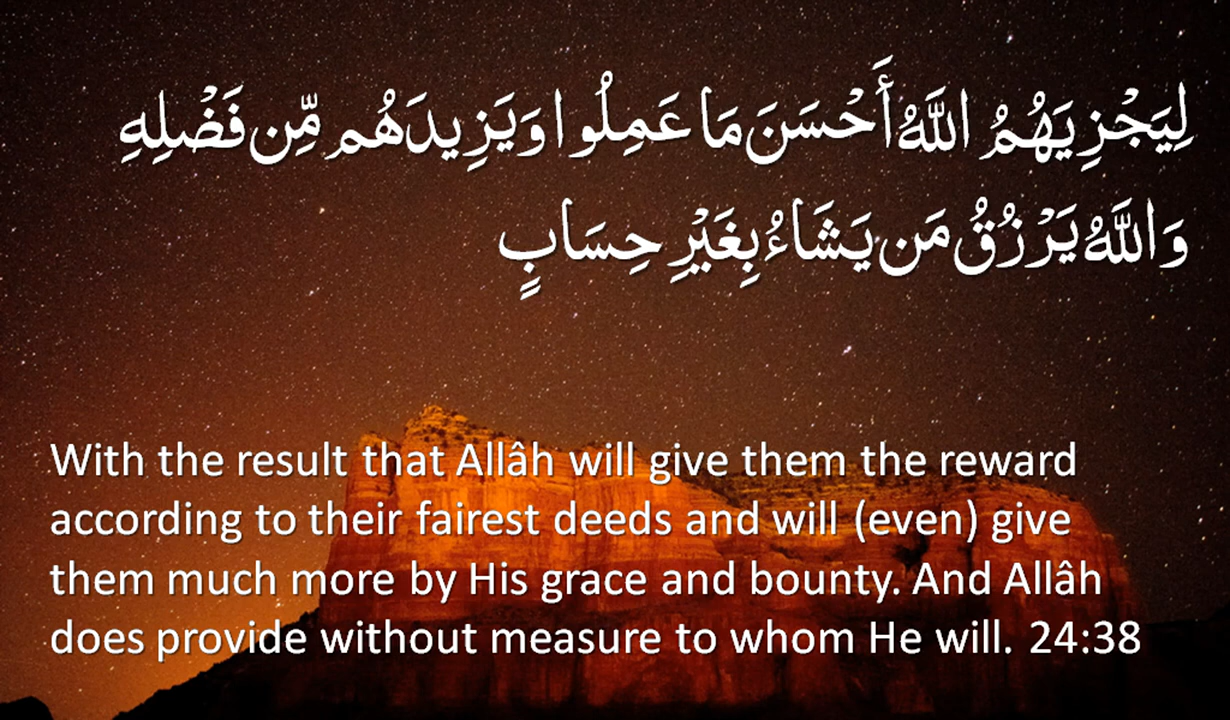 لِيَجْزِيَهُمُ اللَّهُ أَحْسَنَ مَا عَمِلُوا وَيَزِيدَهُم مِّن فَضْلِهِ
وَاللَّهُ يَرْزُقُ مَن يَشَاءُ بِغَيْرِ حِسَابٍ
With the result that Allâh will give them the reward
according to their fairest deeds and will (even) give
them much more by His grace and bounty. And Allâh
does provide without measure to whom He will. 24:38